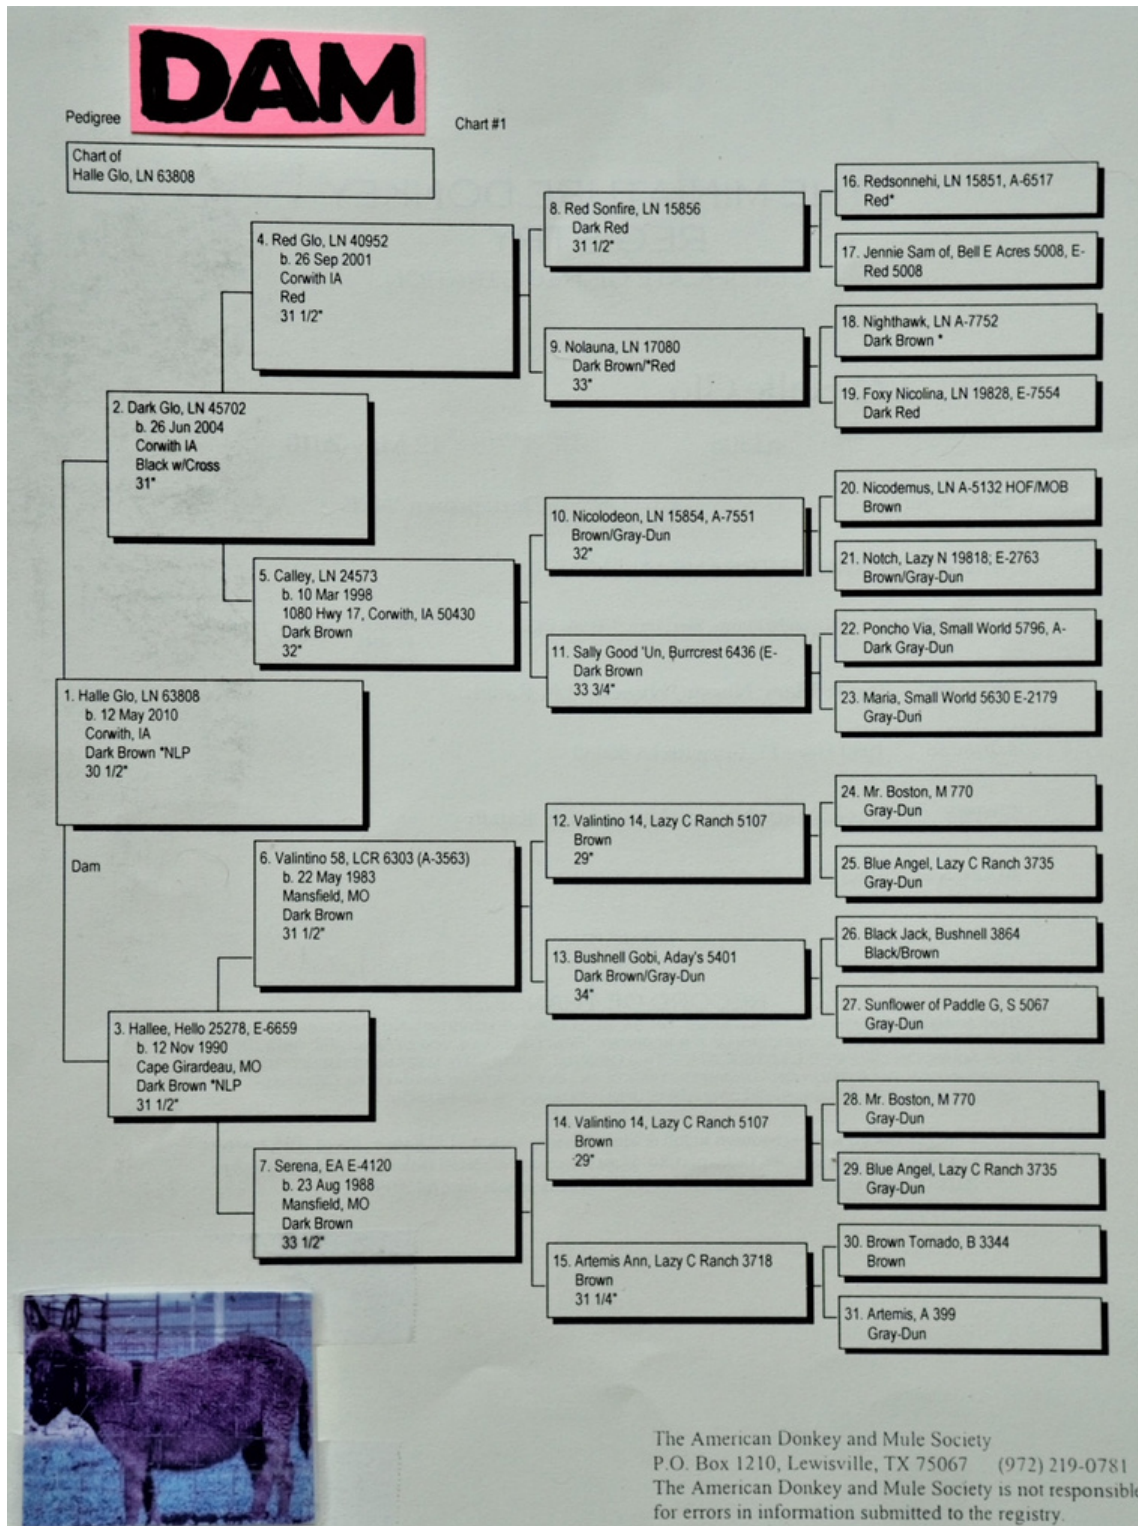 DAM
Pedigree
Chart #1
Chart of
Halle Glo, LN 63808
1. Halle Glo, LN 63808
b. 12 May 2010
Corwith, IA
Dark Brown *NLP
30 1/2"
Dam
2. Dark Glo, LN 45702
b. 26 Jun 2004
Corwith IA
Black w/Cross
31"
3. Hallee, Hello 25278, E-6659
b. 12 Nov 1990
Cape Girardeau, MO
Dark Brown *NLP
31 1/2"
4. Red Glo, LN 40952
b. 26 Sep 2001
Corwith IA
Red
31 1/2"
5. Calley, LN 24573
b. 10 Mar 1998
1080 Hwy 17, Corwith, IA 50430
Dark Brown
32"
6. Valintino 58, LCR 6303 (A-3563)
b. 22 May 1983
Mansfield, MO
Dark Brown
31 1/2"
7. Serena, EA E-4120
b. 23 Aug 1988
Mansfield, MO
Dark Brown
33 1/2"
8. Red Sonfire, LN 15856
Dark Red
31 1/2"
9. Nolauna, LN 17080
Dark Brown/*Red
33"
10. Nicolodeon, LN 15854, A-7551
Brown/Gray-Dun
32"
11. Sally Good 'Un, Burrcrest 6436 (E-
Dark Brown
33 3/4"
12. Valintino 14, Lazy C Ranch 5107
Brown
29"
13. Bushnell Gobi, Aday's 5401
Dark Brown/Gray-Dun
34"
14. Valintino 14, Lazy C Ranch 5107
Brown
29"
15. Artemis Ann, Lazy C Ranch 3718
Brown
31 1/4"
16. Redsonnehi, LN 15851, A-6517
Red*
17. Jennie Sam of, Bell E Acres 5008, E-
Red 5008
18. Nighthawk, LN A-7752
Dark Brown *
19. Foxy Nicolina, LN 19828, E-7554
Dark Red
20. Nicodemus, LN A-5132 HOF/MOB
Brown
21. Notch, Lazy N 19818; E-2763
Brown/Gray-Dun
22. Poncho Via, Small World 5796, A-
Dark Gray-Dun
23. Maria, Small World 5630 E-2179
Gray-Dun
24. Mr. Boston, M 770
Gray-Dun
25. Blue Angel, Lazy C Ranch 3735
Gray-Dun
26. Black Jack, Bushnell 3864
Black/Brown
27. Sunflower of Paddle G, S 5067
Gray-Dun
28. Mr. Boston, M 770
Gray-Dun
29. Blue Angel, Lazy C Ranch 3735
Gray-Dun
30. Brown Tornado, B 3344
Brown
31. Artemis, A 399
Gray-Dun
The American Donkey and Mule Society
P.O. Box 1210, Lewisville, TX 75067 (972) 219-0781
The American Donkey and Mule Society is not responsible
for errors in information submitted to the registry.